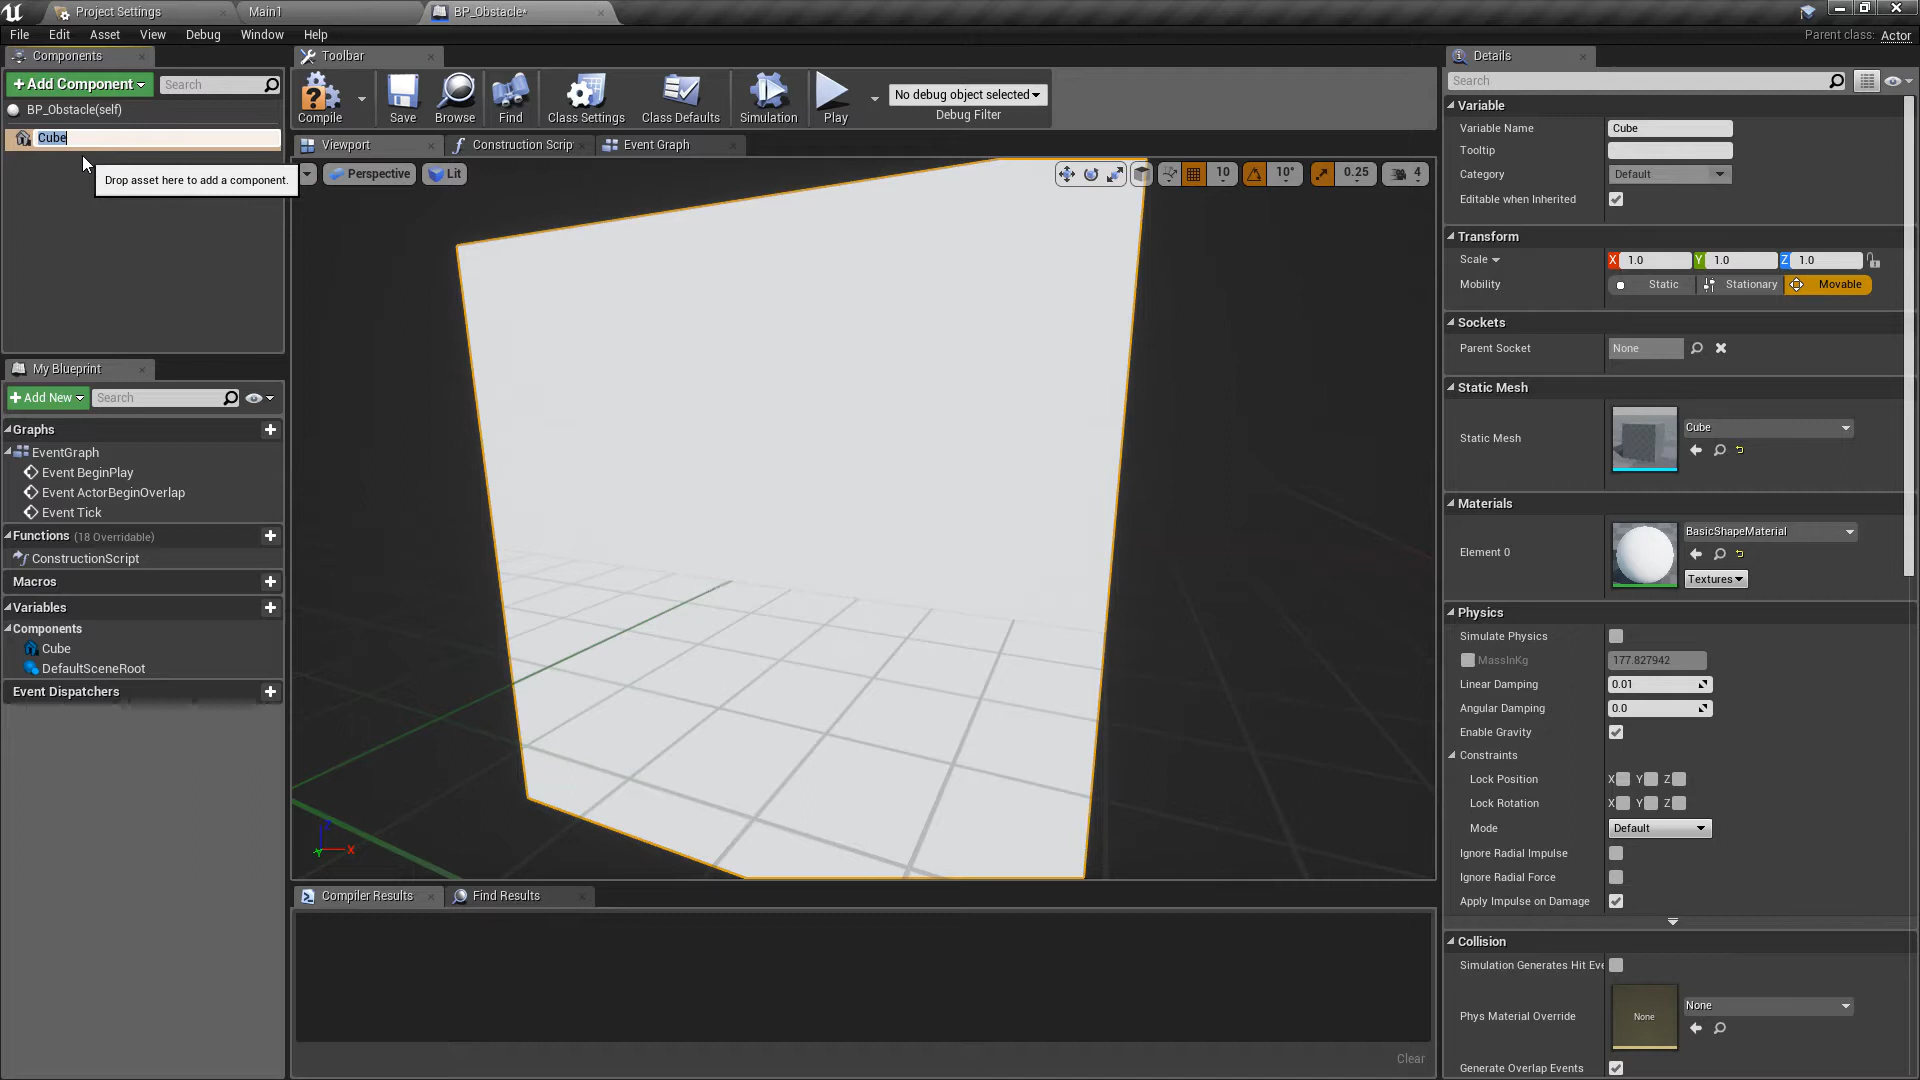 Project Settings
Main1
BP_Obstacle*
File Edit Asset View Debug Window Help
Parent class: Actor
Components
+Add Component
Search
BP_Obstacle(self)
Cube
Drop asset here to add a component.
My Blueprint
+Add New
Search
Graphs
EventGraph
Event BeginPlay
Event ActorBeginOverlap
Event Tick
Functions (18 Overridable)
ConstructionScript
Macros
Variables
Components
Cube
DefaultSceneRoot
Event Dispatchers
Toolbar
Compile
Save
Browse
Find
Class Settings
Class Defaults
Simulation
Play
No debug object selected
Debug Filter
Viewport
Construction Scrip
Event Graph
Perspective
Lit
10
10°
0.25
4
X
Compiler Results
Find Results
Clear
Details
Search
Variable
Variable Name Cube
Tooltip
Category Default
Editable when Inherited
Transform
Scale X 1.0 Y 1.0 Z 1.0
Mobility Static Stationary Movable
Sockets
Parent Socket None
Static Mesh
Static Mesh Cube
Materials
Element 0 BasicShapeMaterial
Textures
Physics
Simulate Physics
MassInKg 177.827942
Linear Damping 0.01
Angular Damping 0.0
Enable Gravity
Constraints
Lock Position X Y Z
Lock Rotation X Y Z
Mode Default
Ignore Radial Impulse
Ignore Radial Force
Apply Impulse on Damage
Collision
Simulation Generates Hit Eve
Phys Material Override None None
Generate Overlap Events